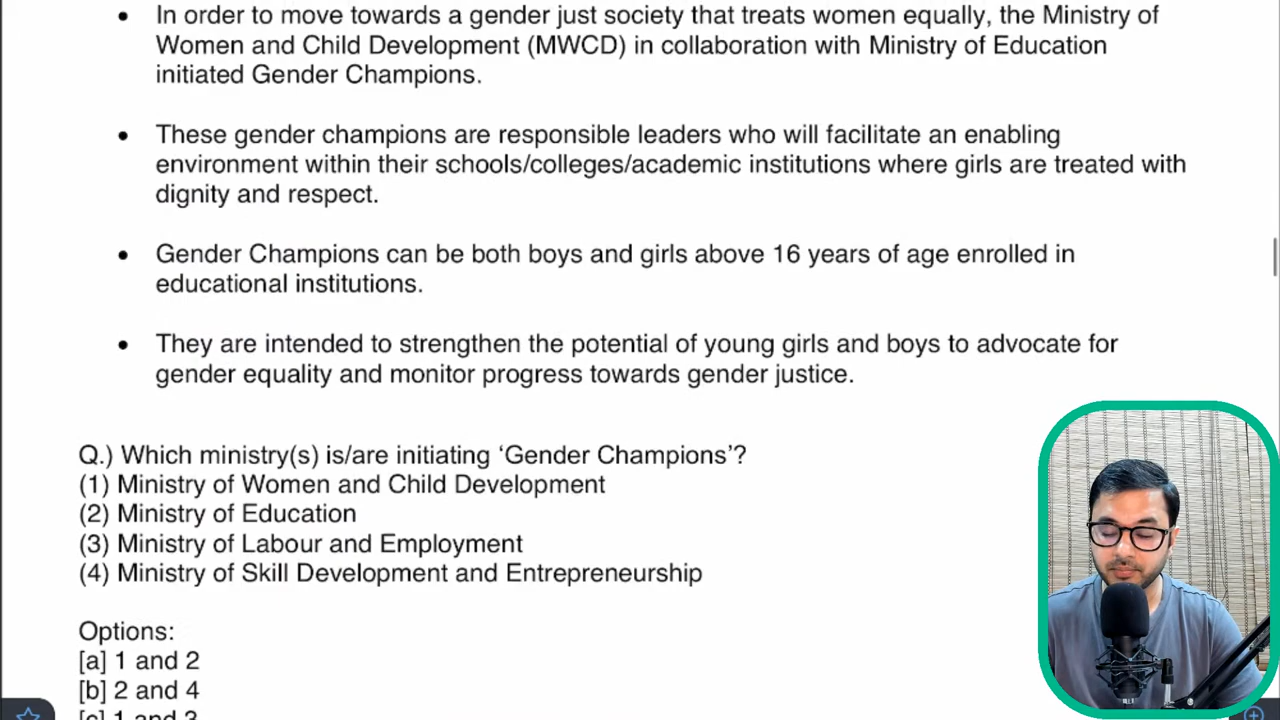 • In order to move towards a gender just society that treats women equally, the Ministry of
Women and Child Development (MWCD) in collaboration with Ministry of Education
initiated Gender Champions.
• These gender champions are responsible leaders who will facilitate an enabling
environment within their schools/colleges/academic institutions where girls are treated with
dignity and respect.
• Gender Champions can be both boys and girls above 16 years of age enrolled in
educational institutions.
• They are intended to strengthen the potential of young girls and boys to advocate for
gender equality and monitor progress towards gender justice.
Q.) Which ministry(s) is/are initiating ‘Gender Champions’?
(1) Ministry of Women and Child Development
(2) Ministry of Education
(3) Ministry of Labour and Employment
(4) Ministry of Skill Development and Entrepreneurship
Options:
[a] 1 and 2
[b] 2 and 4
[c] 1 and 3